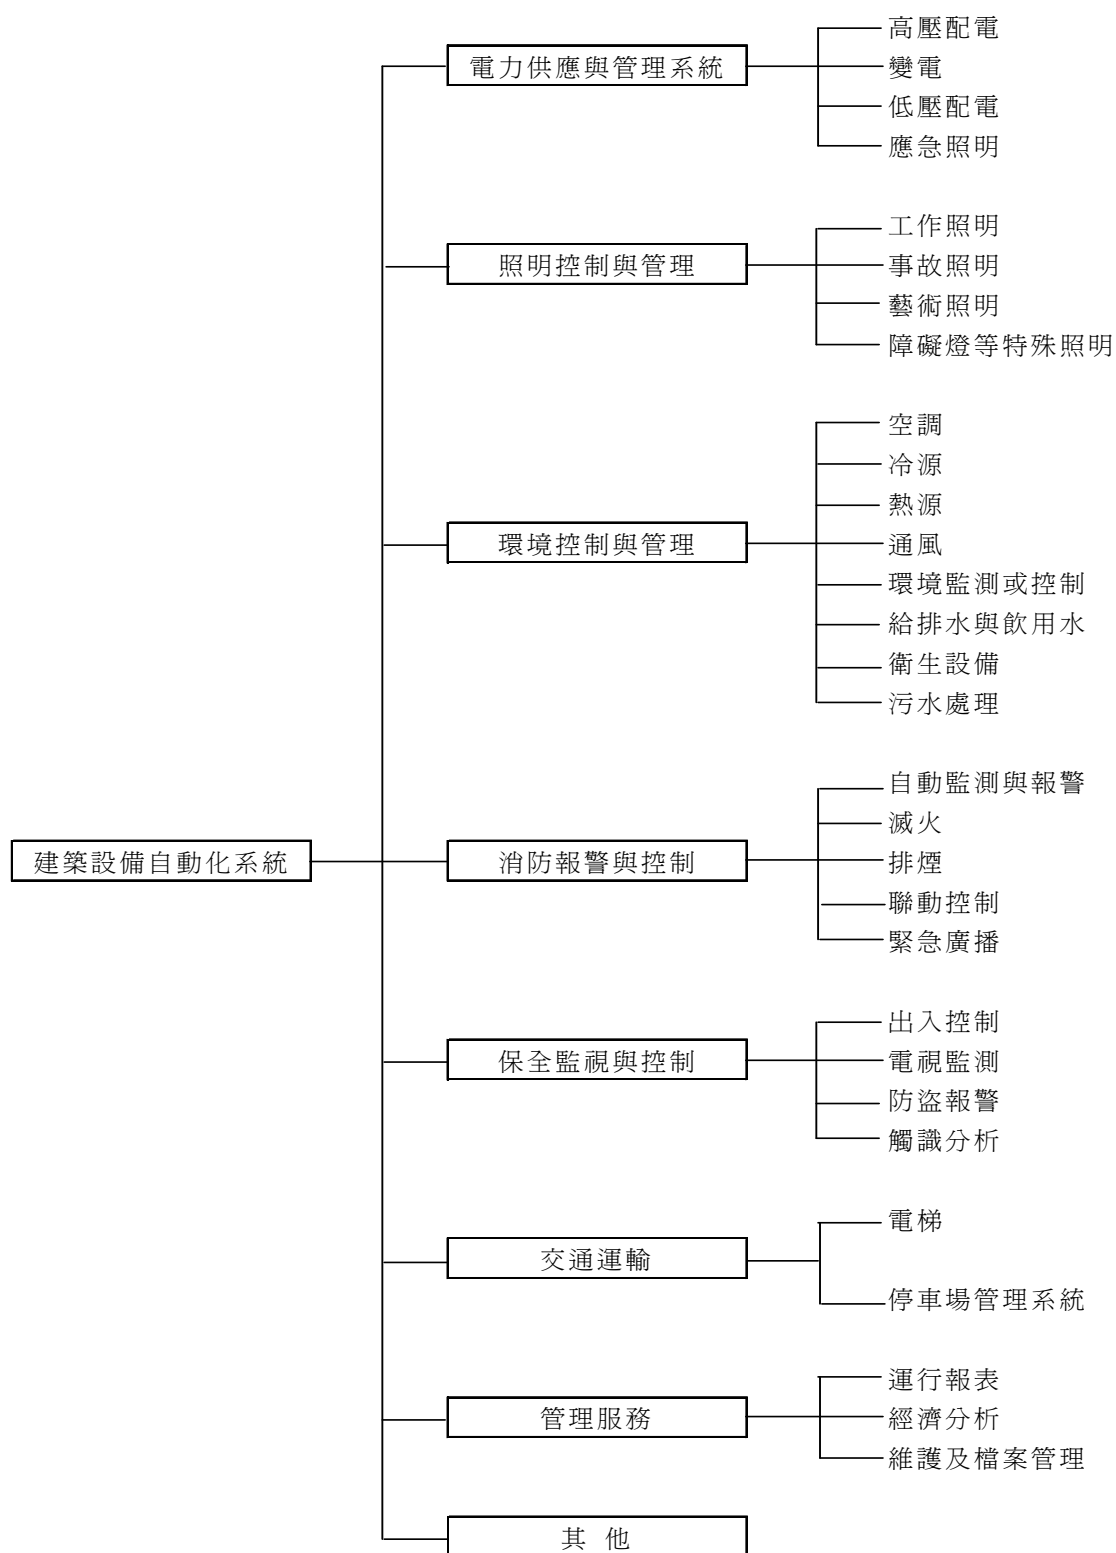 建築設備自動化系統
電力供應與管理系統
高壓配電
變電
低壓配電
應急照明
照明控制與管理
工作照明
事故照明
藝術照明
障礙燈等特殊照明
環境控制與管理
空調
冷源
熱源
通風
環境監測或控制
給排水與飲用水
衛生設備
污水處理
消防報警與控制
自動監測與報警
滅火
排煙
聯動控制
緊急廣播
保全監視與控制
出入控制
電視監測
防盜報警
觸識分析
交通運輸
電梯
停車場管理系統
管理服務
運行報表
經濟分析
維護及檔案管理
其 他